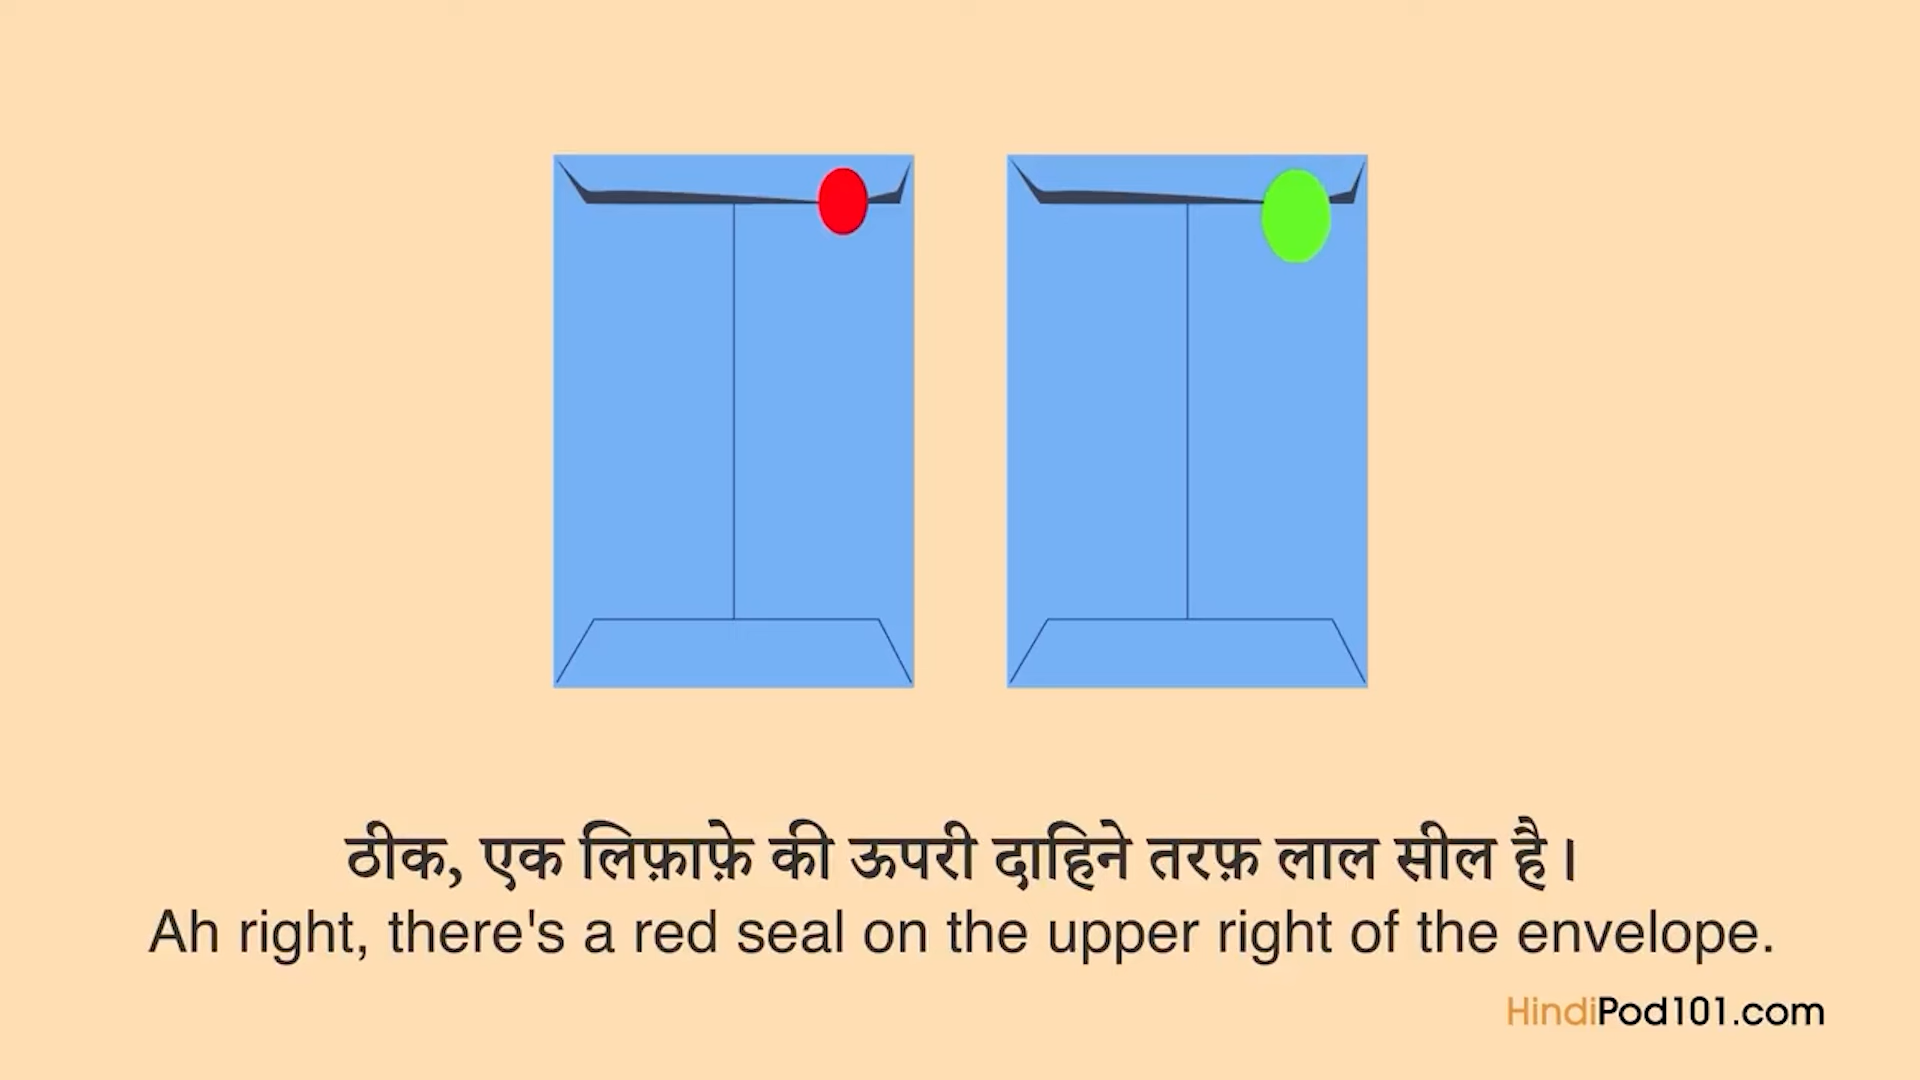 ठीक, एक लिफ़ाफ़े की ऊपरी दाहिने तरफ़ लाल सील है।
Ah right, there's a red seal on the upper right of the envelope.
HindiPod101.com